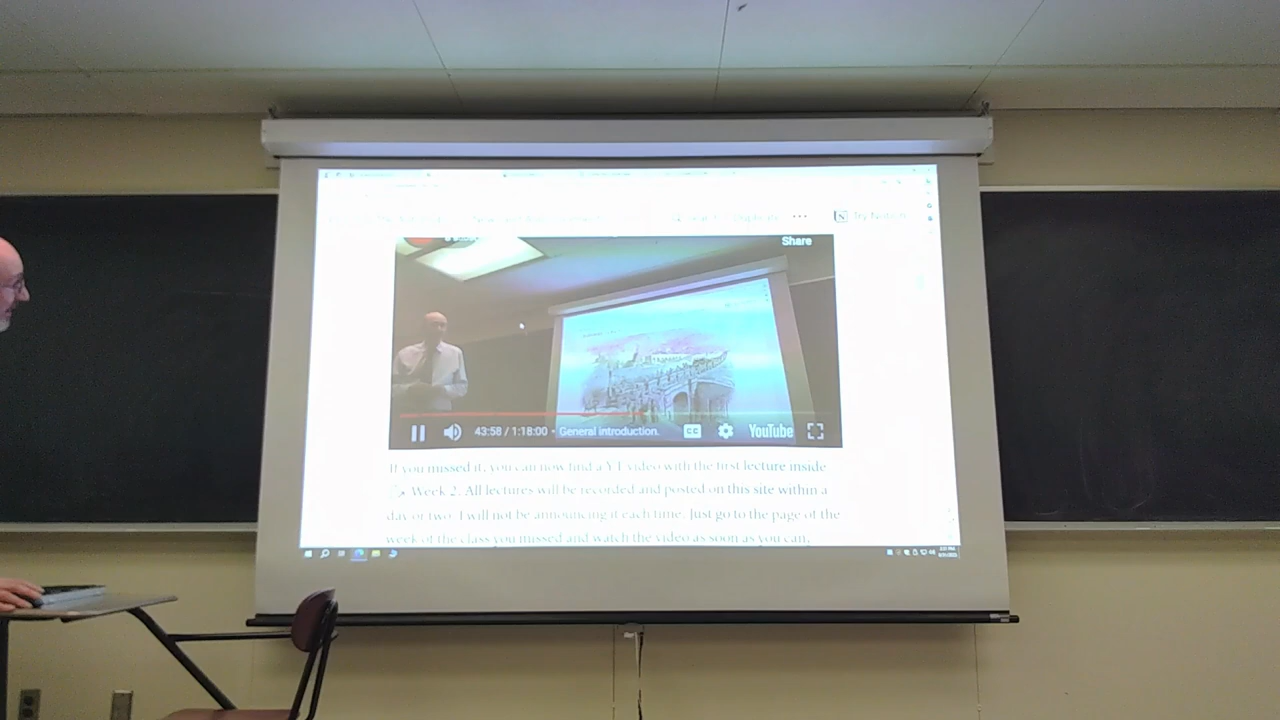 Try Notion
Share
43:58 / 1:18:00 • General introduction.
CC
YouTube
If you missed it, you can now find a YT video with the first lecture inside
Week 2. All lectures will be recorded and posted on this site within a
day or two. I will not be announcing it each time. Just go to the page of the
week of the class you missed and watch the video as soon as you can,